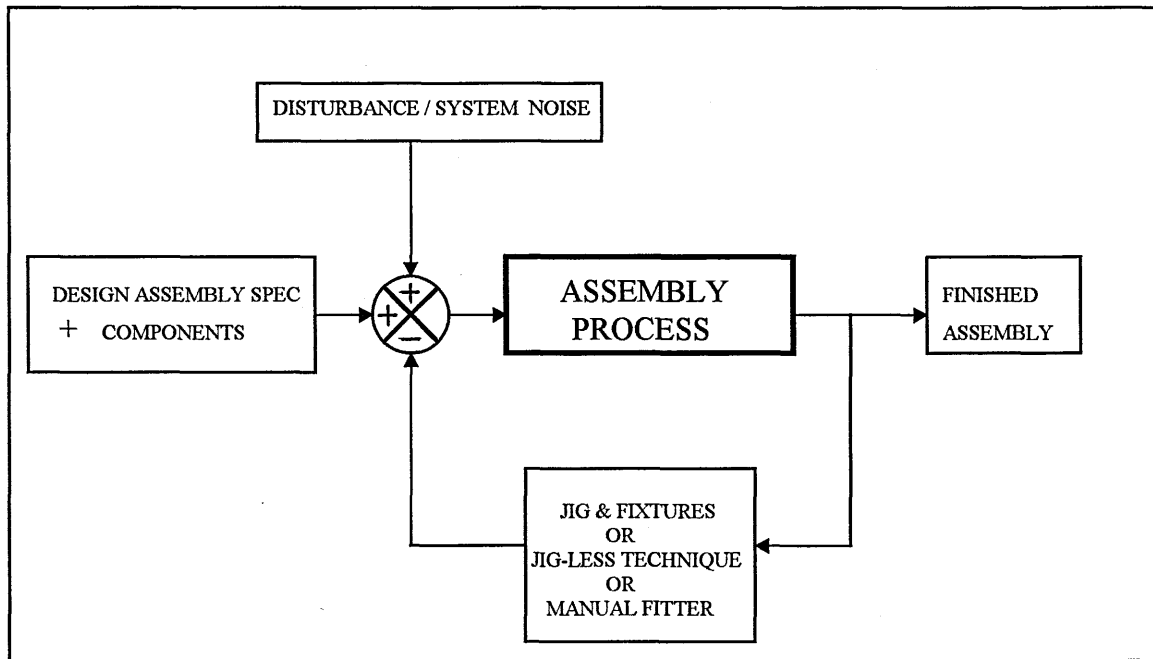 DISTURBANCE / SYSTEM NOISE
DESIGN ASSEMBLY SPEC
+ COMPONENTS
+
+
−
ASSEMBLY
PROCESS
FINISHED
ASSEMBLY
JIG & FIXTURES
OR
JIG-LESS TECHNIQUE
OR
MANUAL FITTER